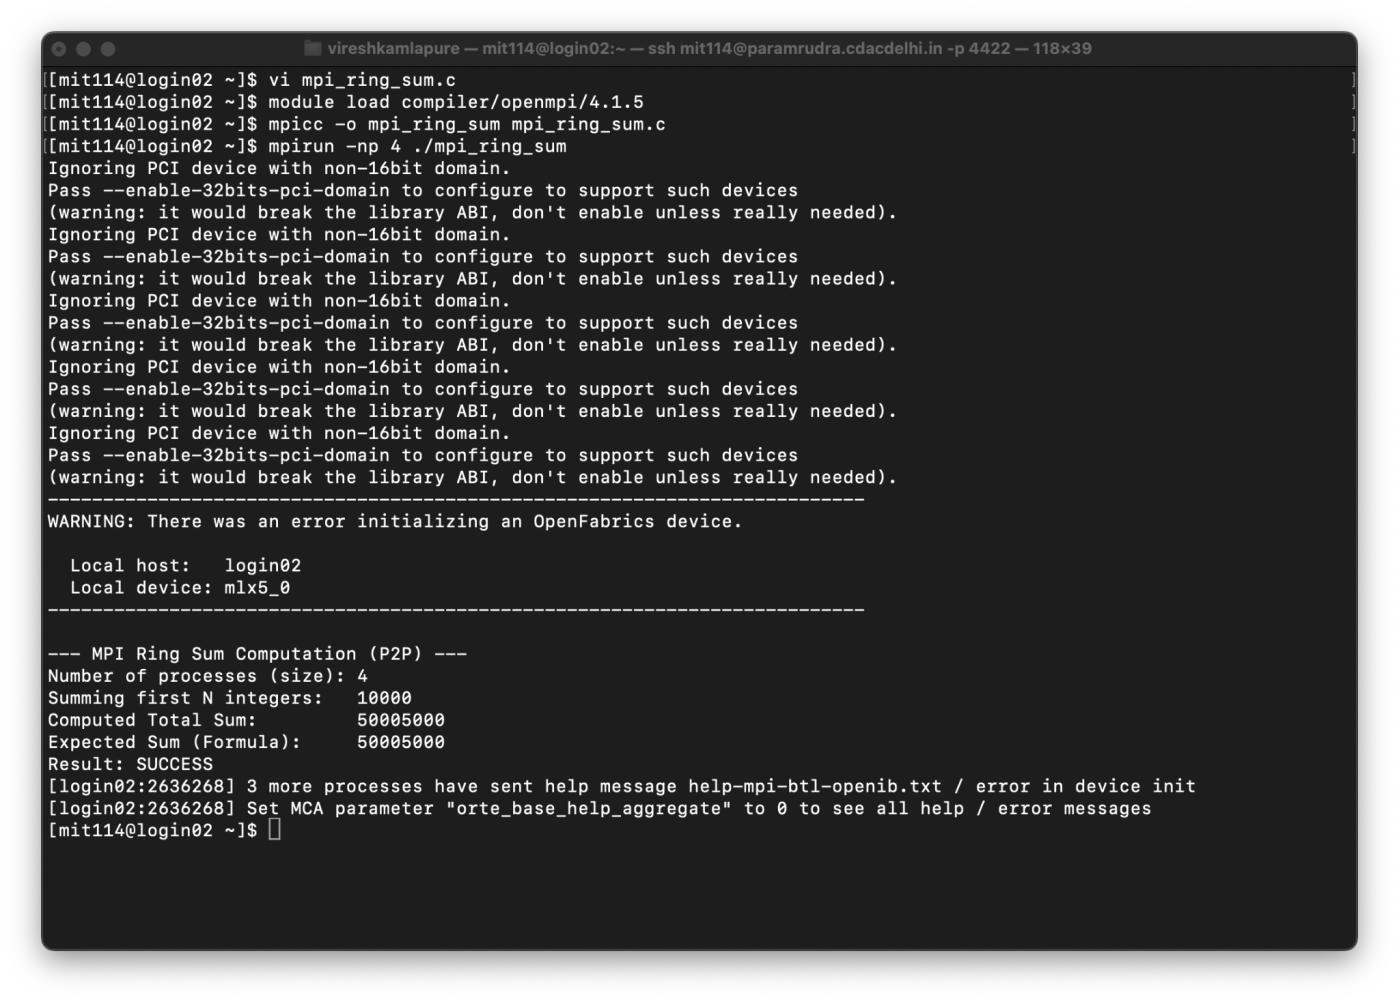 vireshkamlapure — mit114@login02:~ — ssh mit114@paramrudra.cdacdelhi.in -p 4422 — 118×39
[[mit114@login02 ~]$ vi mpi_ring_sum.c ]
[[mit114@login02 ~]$ module load compiler/openmpi/4.1.5 ]
[[mit114@login02 ~]$ mpicc -o mpi_ring_sum mpi_ring_sum.c ]
[[mit114@login02 ~]$ mpirun -np 4 ./mpi_ring_sum ]
Ignoring PCI device with non-16bit domain.
Pass --enable-32bits-pci-domain to configure to support such devices
(warning: it would break the library ABI, don't enable unless really needed).
Ignoring PCI device with non-16bit domain.
Pass --enable-32bits-pci-domain to configure to support such devices
(warning: it would break the library ABI, don't enable unless really needed).
Ignoring PCI device with non-16bit domain.
Pass --enable-32bits-pci-domain to configure to support such devices
(warning: it would break the library ABI, don't enable unless really needed).
Ignoring PCI device with non-16bit domain.
Pass --enable-32bits-pci-domain to configure to support such devices
(warning: it would break the library ABI, don't enable unless really needed).
Ignoring PCI device with non-16bit domain.
Pass --enable-32bits-pci-domain to configure to support such devices
(warning: it would break the library ABI, don't enable unless really needed).
--------------------------------------------------------------------------
WARNING: There was an error initializing an OpenFabrics device.

  Local host:   login02
  Local device: mlx5_0
--------------------------------------------------------------------------

--- MPI Ring Sum Computation (P2P) ---
Number of processes (size): 4
Summing first N integers:   10000
Computed Total Sum:         50005000
Expected Sum (Formula):     50005000
Result: SUCCESS
[login02:2636268] 3 more processes have sent help message help-mpi-btl-openib.txt / error in device init
[login02:2636268] Set MCA parameter "orte_base_help_aggregate" to 0 to see all help / error messages
[mit114@login02 ~]$